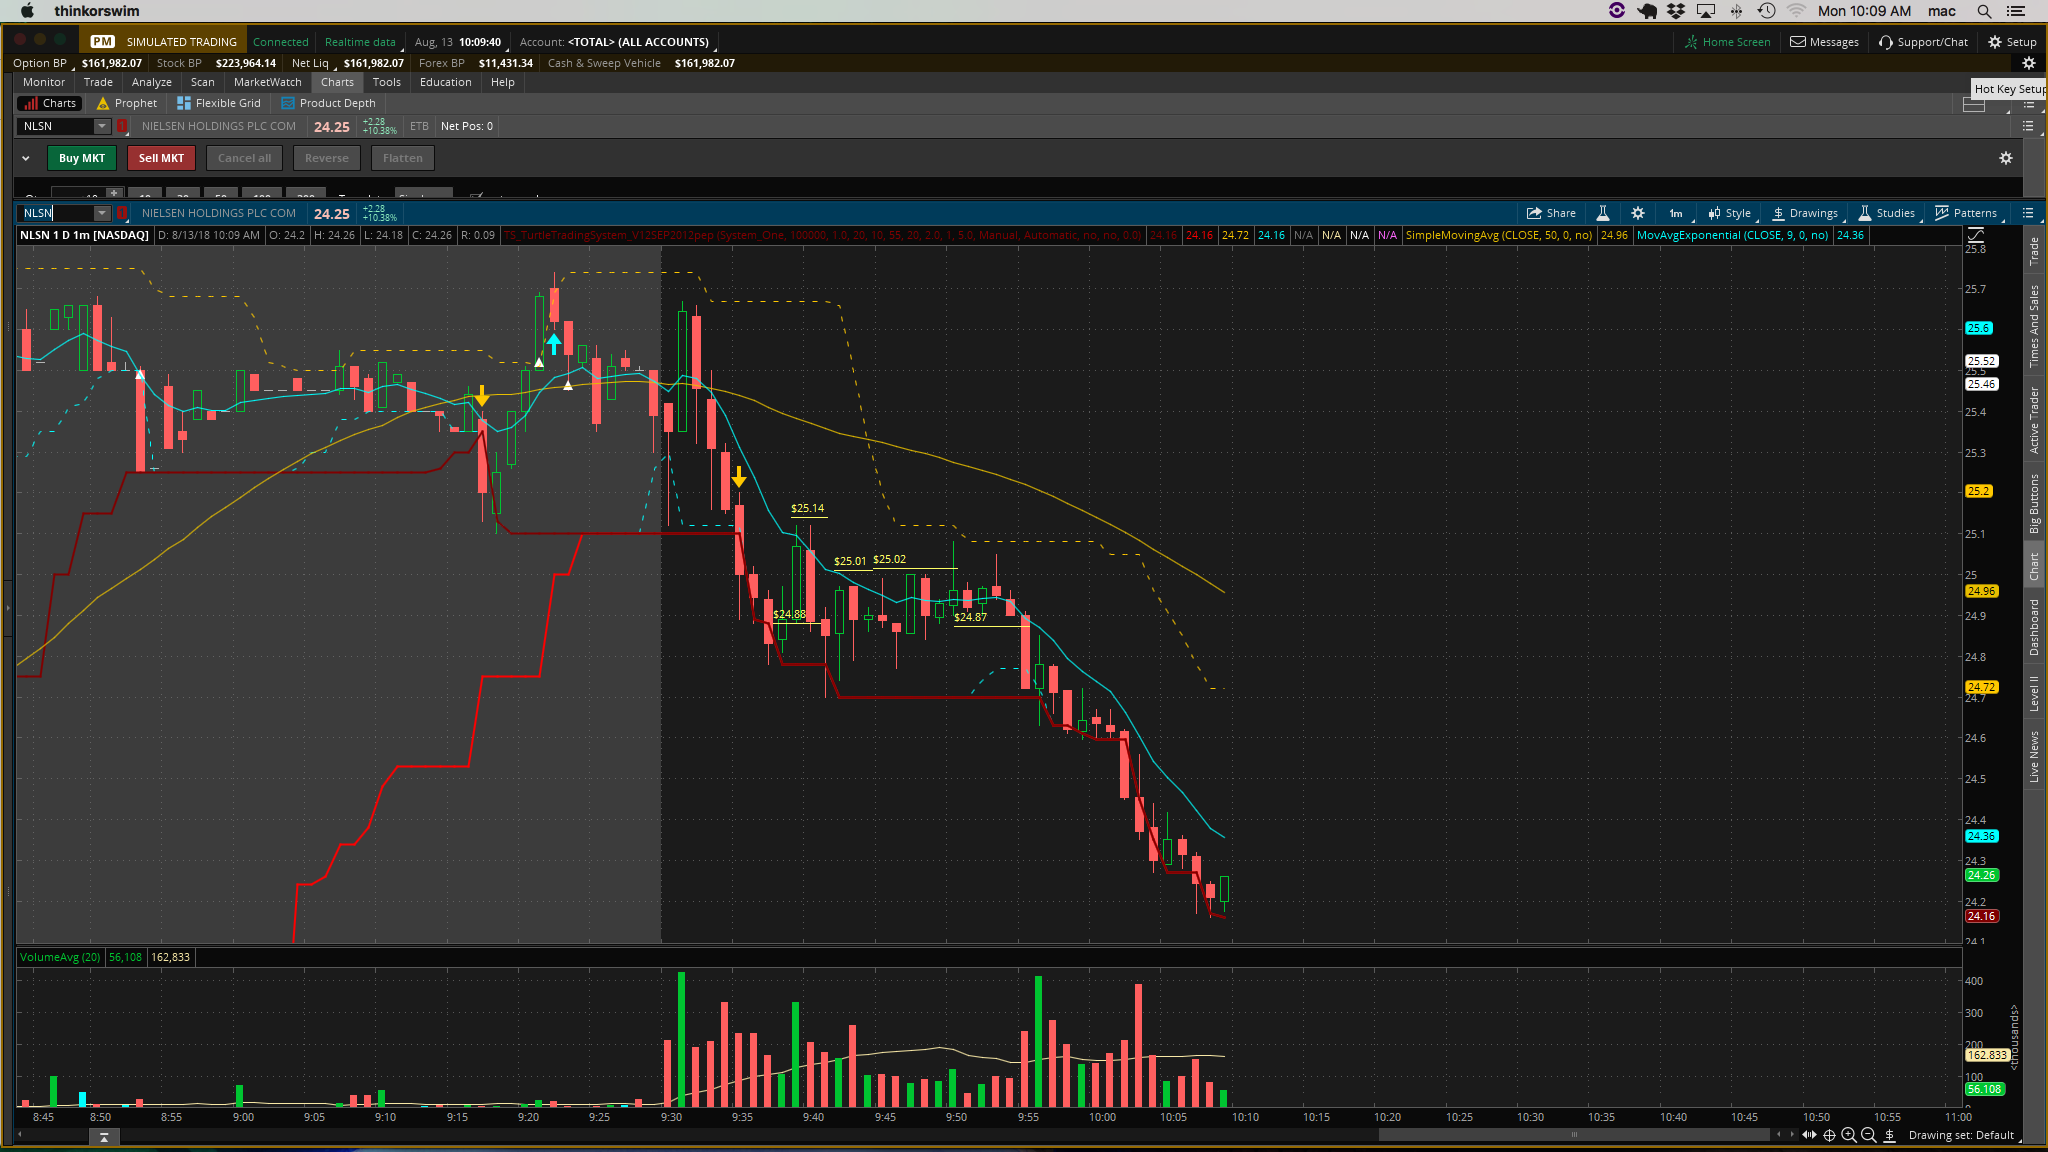 thinkorswim Mon 10:09 AM mac
PM SIMULATED TRADING Connected Realtime data Aug, 13 10:09:40 Account: <TOTAL> (ALL ACCOUNTS) Home Screen Messages Support/Chat Setup
Option BP $161,982.07 Stock BP $223,964.14 Net Liq $161,982.07 Forex BP $11,431.34 Cash & Sweep Vehicle $161,982.07
Monitor Trade Analyze Scan MarketWatch Charts Tools Education Help
Hot Key Setup
Charts Prophet Flexible Grid Product Depth
NLSN 1 NIELSEN HOLDINGS PLC COM 24.25 +2.28 +10.38% ETB Net Pos: 0
Buy MKT Sell MKT Cancel all Reverse Flatten
NLSN 1 NIELSEN HOLDINGS PLC COM 24.25 +2.28 +10.38% Share 1m Style Drawings Studies Patterns
NLSN 1 D 1m [NASDAQ] D: 8/13/18 10:09 AM O: 24.2 H: 24.26 L: 24.18 C: 24.26 R: 0.09 TS_TurtleTradingSystem_V12SEP2012pep (System_One, 100000, 1.0, 20, 10, 55, 20, 2.0, 1, 5.0, Manual, Automatic, no, no, 0.0) 24.16 24.16 24.72 24.16 N/A N/A N/A N/A SimpleMovingAvg (CLOSE, 50, 0, no) 24.96 MovAvgExponential (CLOSE, 9, 0, no) 24.36
25.8
25.7
25.6
25.52
25.5
25.46
25.4
25.3
25.2
25.1
25
24.96
24.9
24.8
24.72
24.7
24.6
24.5
24.4
24.36
24.3
24.26
24.2
24.16
24.1
$25.14
$25.01 $25.02
$24.88 $24.87
Trade
Times And Sales
Active Trader
Big Buttons
Chart
Dashboard
Level II
Live News
VolumeAvg (20) 56,108 162,833
400
300
200
162.833
100
56,108
<thousands>
8:45 8:50 8:55 9:00 9:05 9:10 9:15 9:20 9:25 9:30 9:35 9:40 9:45 9:50 9:55 10:00 10:05 10:10 10:15 10:20 10:25 10:30 10:35 10:40 10:45 10:50 10:55 11:00
Drawing set: Default